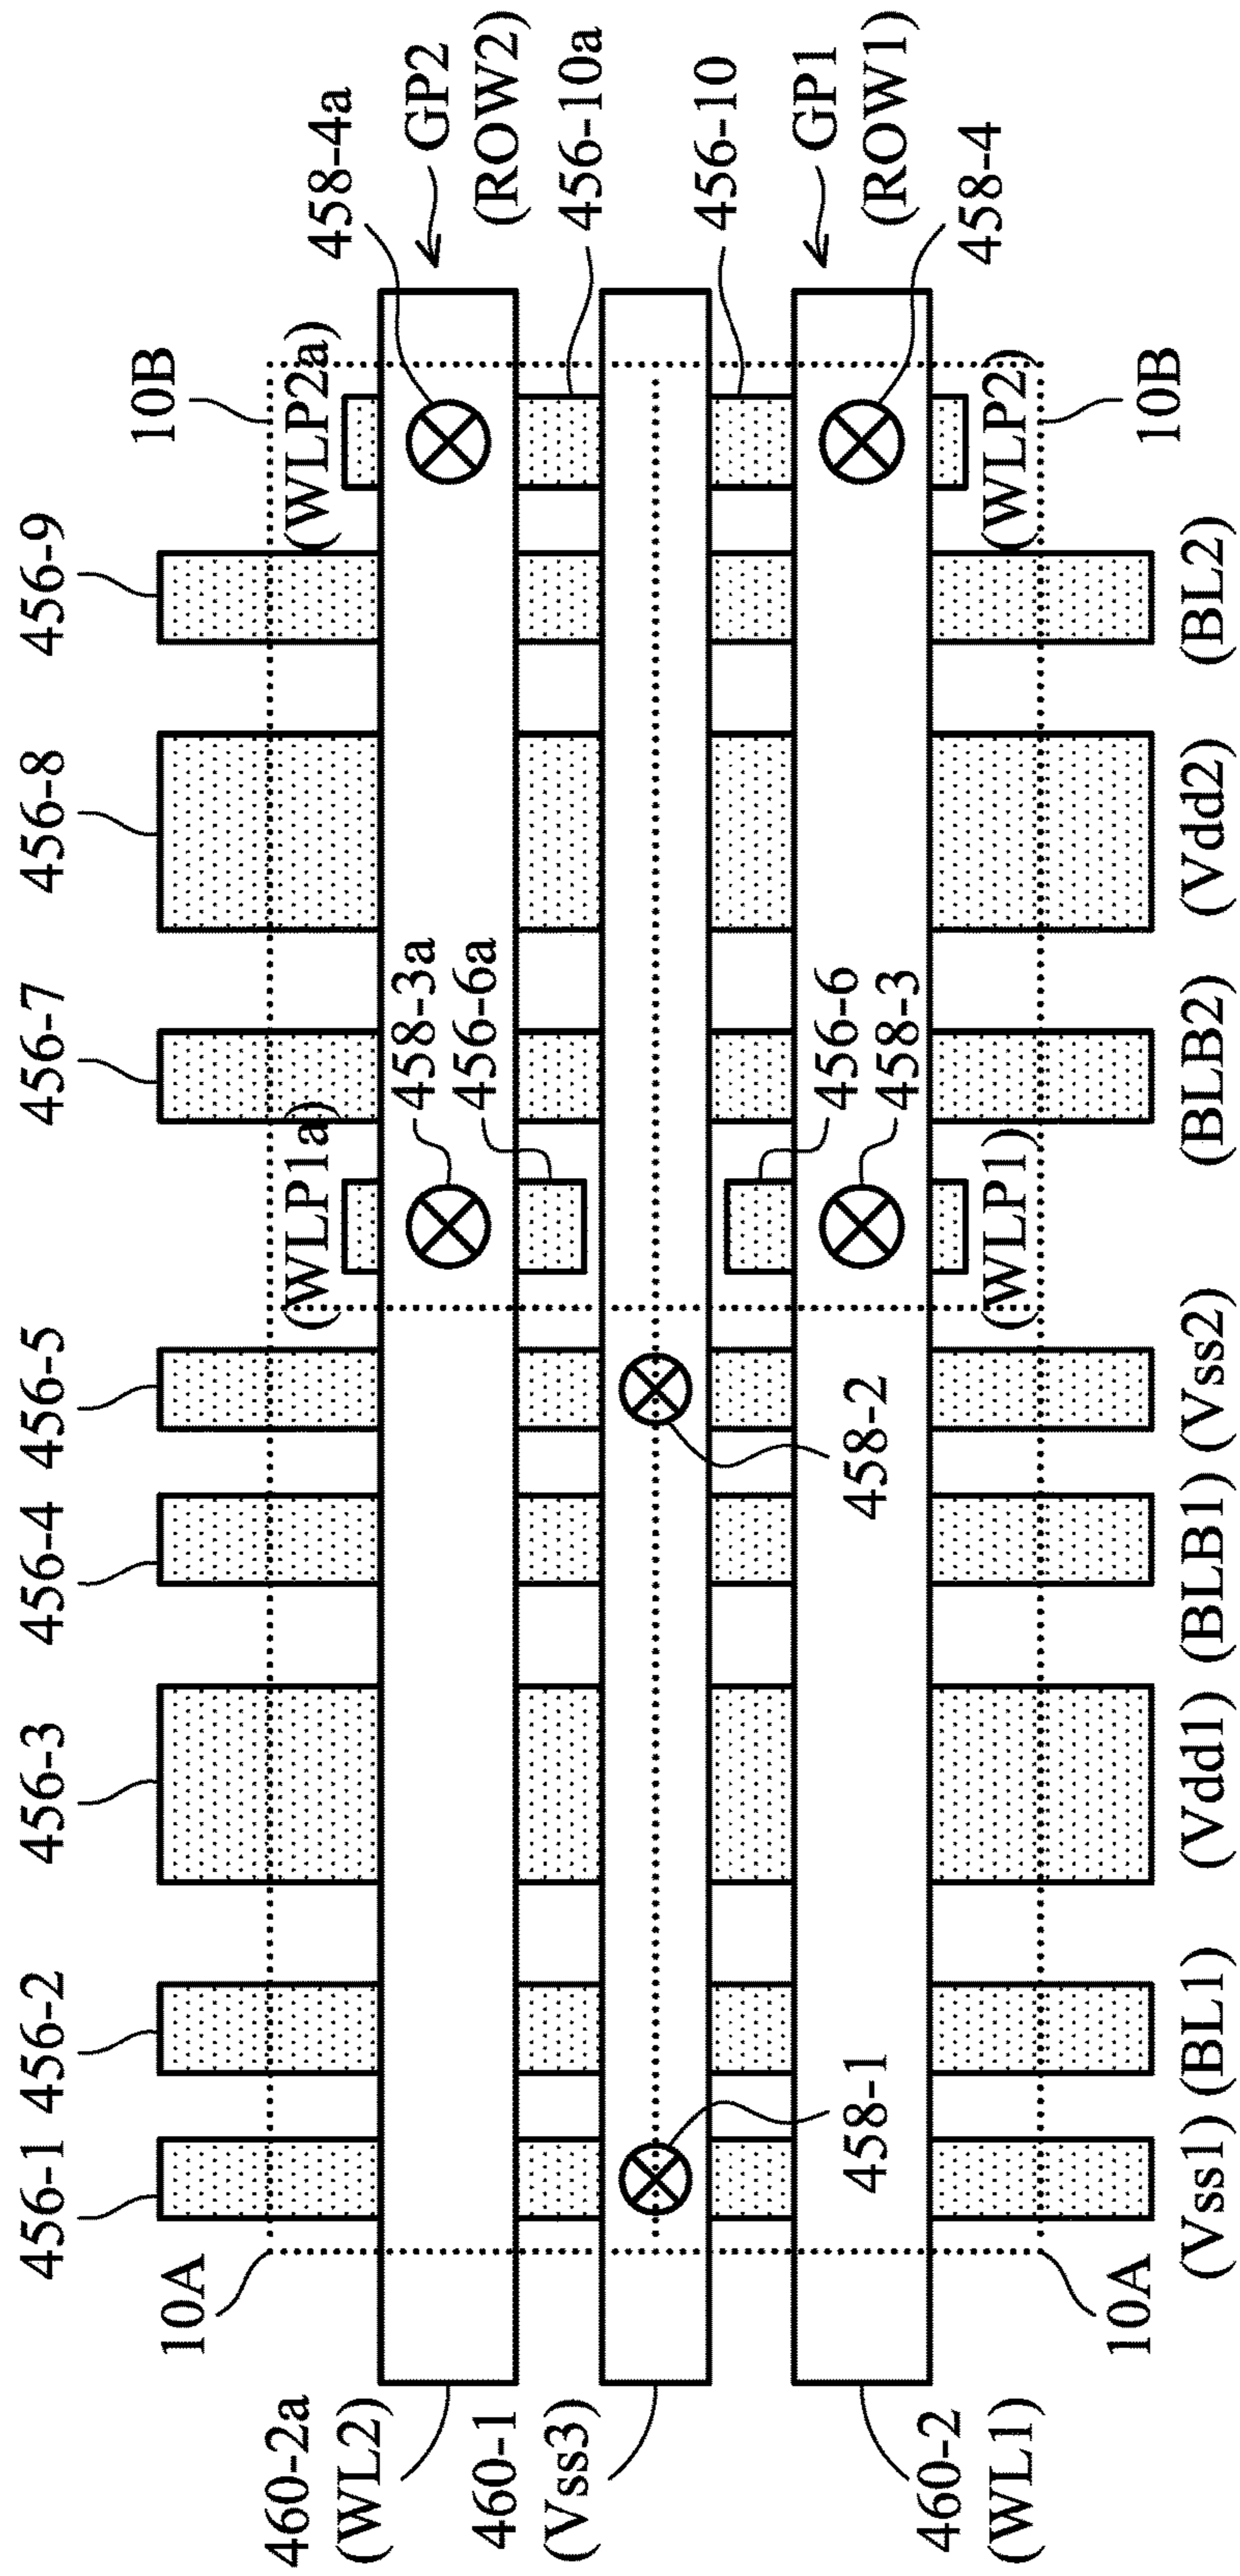 456-1
456-2
456-3
456-4
456-5
456-7
456-8
456-9
10A
10B
(WLP1a)
(WLP2a)
458-4a
GP2
(ROW2)
460-2a
(WL2)
458-3a
456-6a
456-10a
460-1
(Vss3)
456-10
458-1
458-2
456-6
458-3
GP1
(ROW1)
460-2
(WL1)
458-4
(WLP1)
(WLP2)
10A
10B
(Vss1)
(BL1)
(Vdd1)
(BLB1)
(Vss2)
(BLB2)
(Vdd2)
(BL2)